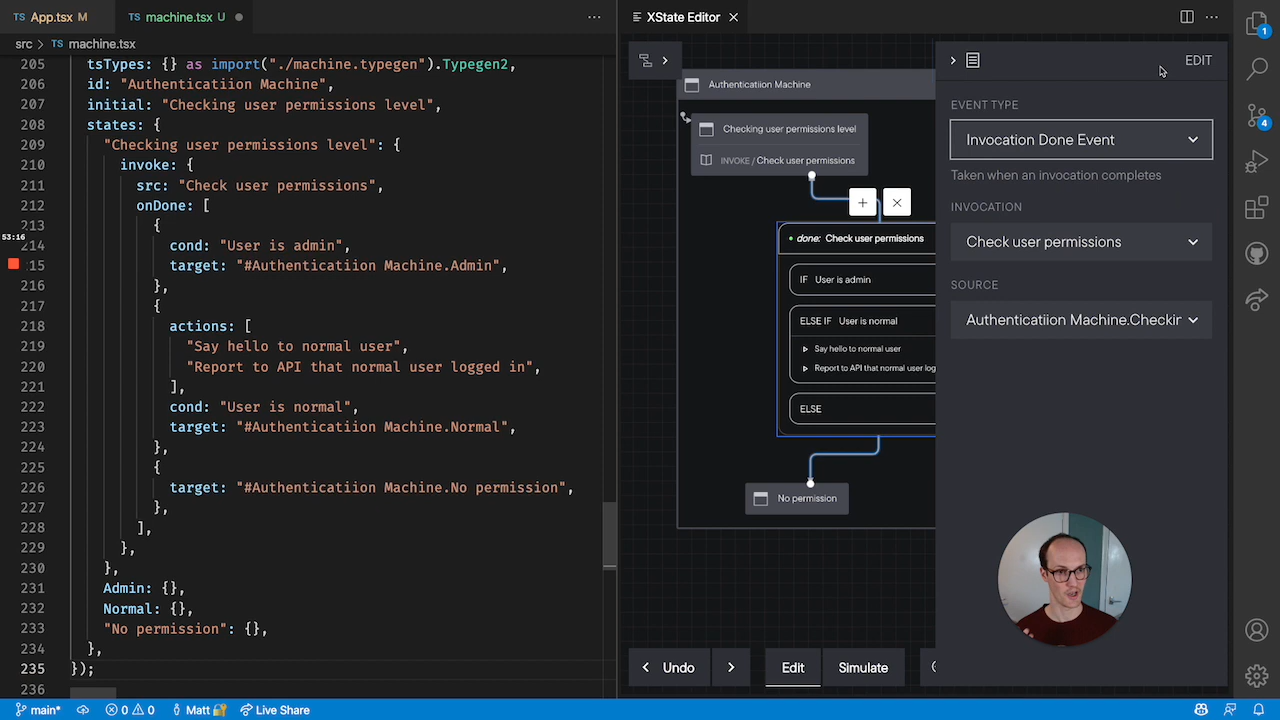 TS App.tsx M
TS machine.tsx U
XState Editor
src > TS machine.tsx
205 tsTypes: {} as import("./machine.typegen").Typegen2,
206 id: "Authenticatiion Machine",
207 initial: "Checking user permissions level",
208 states: {
209 "Checking user permissions level": {
210 invoke: {
211 src: "Check user permissions",
212 onDone: [
213 {
53:16
214 cond: "User is admin",
15 target: "#Authenticatiion Machine.Admin",
216 },
217 {
218 actions: [
219 "Say hello to normal user",
220 "Report to API that normal user logged in",
221 ],
222 cond: "User is normal",
223 target: "#Authenticatiion Machine.Normal",
224 },
225 {
226 target: "#Authenticatiion Machine.No permission",
227 },
228 ],
229 },
230 },
231 Admin: {},
232 Normal: {},
233 "No permission": {},
234 },
235 });
236
Authenticatiion Machine
Checking user permissions level
INVOKE / Check user permissions
done: Check user permissions
IF User is admin
ELSE IF User is normal
Say hello to normal user
Report to API that normal user log
ELSE
No permission
Undo
Edit
Simulate
EDIT
EVENT TYPE
Invocation Done Event
Taken when an invocation completes
INVOCATION
Check user permissions
SOURCE
Authenticatiion Machine.Checkir
1
4
main*
0 0
Matt
Live Share